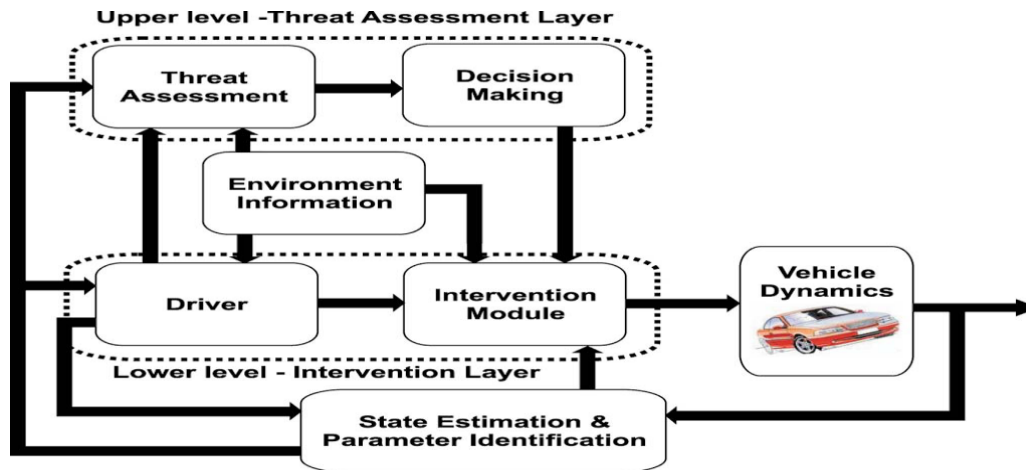 Upper level -Threat Assessment Layer
Threat
Assessment
Decision
Making
Environment
Information
Driver
Intervention
Module
Vehicle
Dynamics
Lower level - Intervention Layer
State Estimation &
Parameter Identification